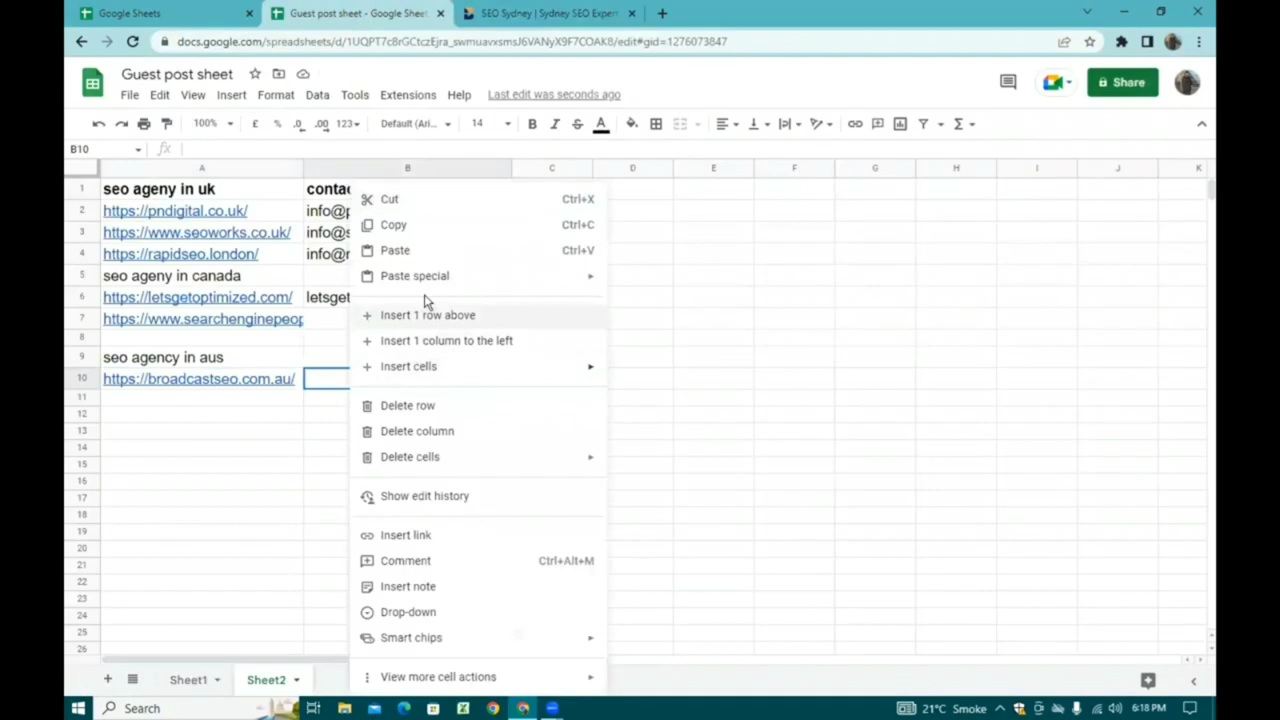 Google Sheets
Guest post sheet - Google Sheet
SEO Sydney | Sydney SEO Exper
docs.google.com/spreadsheets/d/1UQPT7c8rGCtczEjra_swmuavxsmsJ6VANyX9F7COAK8/edit#gid=1276073847
Guest post sheet
File Edit View Insert Format Data Tools Extensions Help Last edit was seconds ago
Share
100% £ % .0 .00 123 Default (Ari... 14 B I S A
B10 fx
A B C D E F G H I J K
1 seo ageny in uk contac
2 https://pndigital.co.uk/ info@p
3 https://www.seoworks.co.uk/ info@s
4 https://rapidseo.london/ info@r
5 seo ageny in canada
6 https://letsgetoptimized.com/ letsget
7 https://www.searchenginepeop
8
9 seo agency in aus
10 https://broadcastseo.com.au/
11
12
13
14
15
16
17
18
19
20
21
22
23
24
25
26
Cut Ctrl+X
Copy Ctrl+C
Paste Ctrl+V
Paste special
Insert 1 row above
Insert 1 column to the left
Insert cells
Delete row
Delete column
Delete cells
Show edit history
Insert link
Comment Ctrl+Alt+M
Insert note
Drop-down
Smart chips
View more cell actions
Sheet1 Sheet2
Search
21°C Smoke
6:18 PM